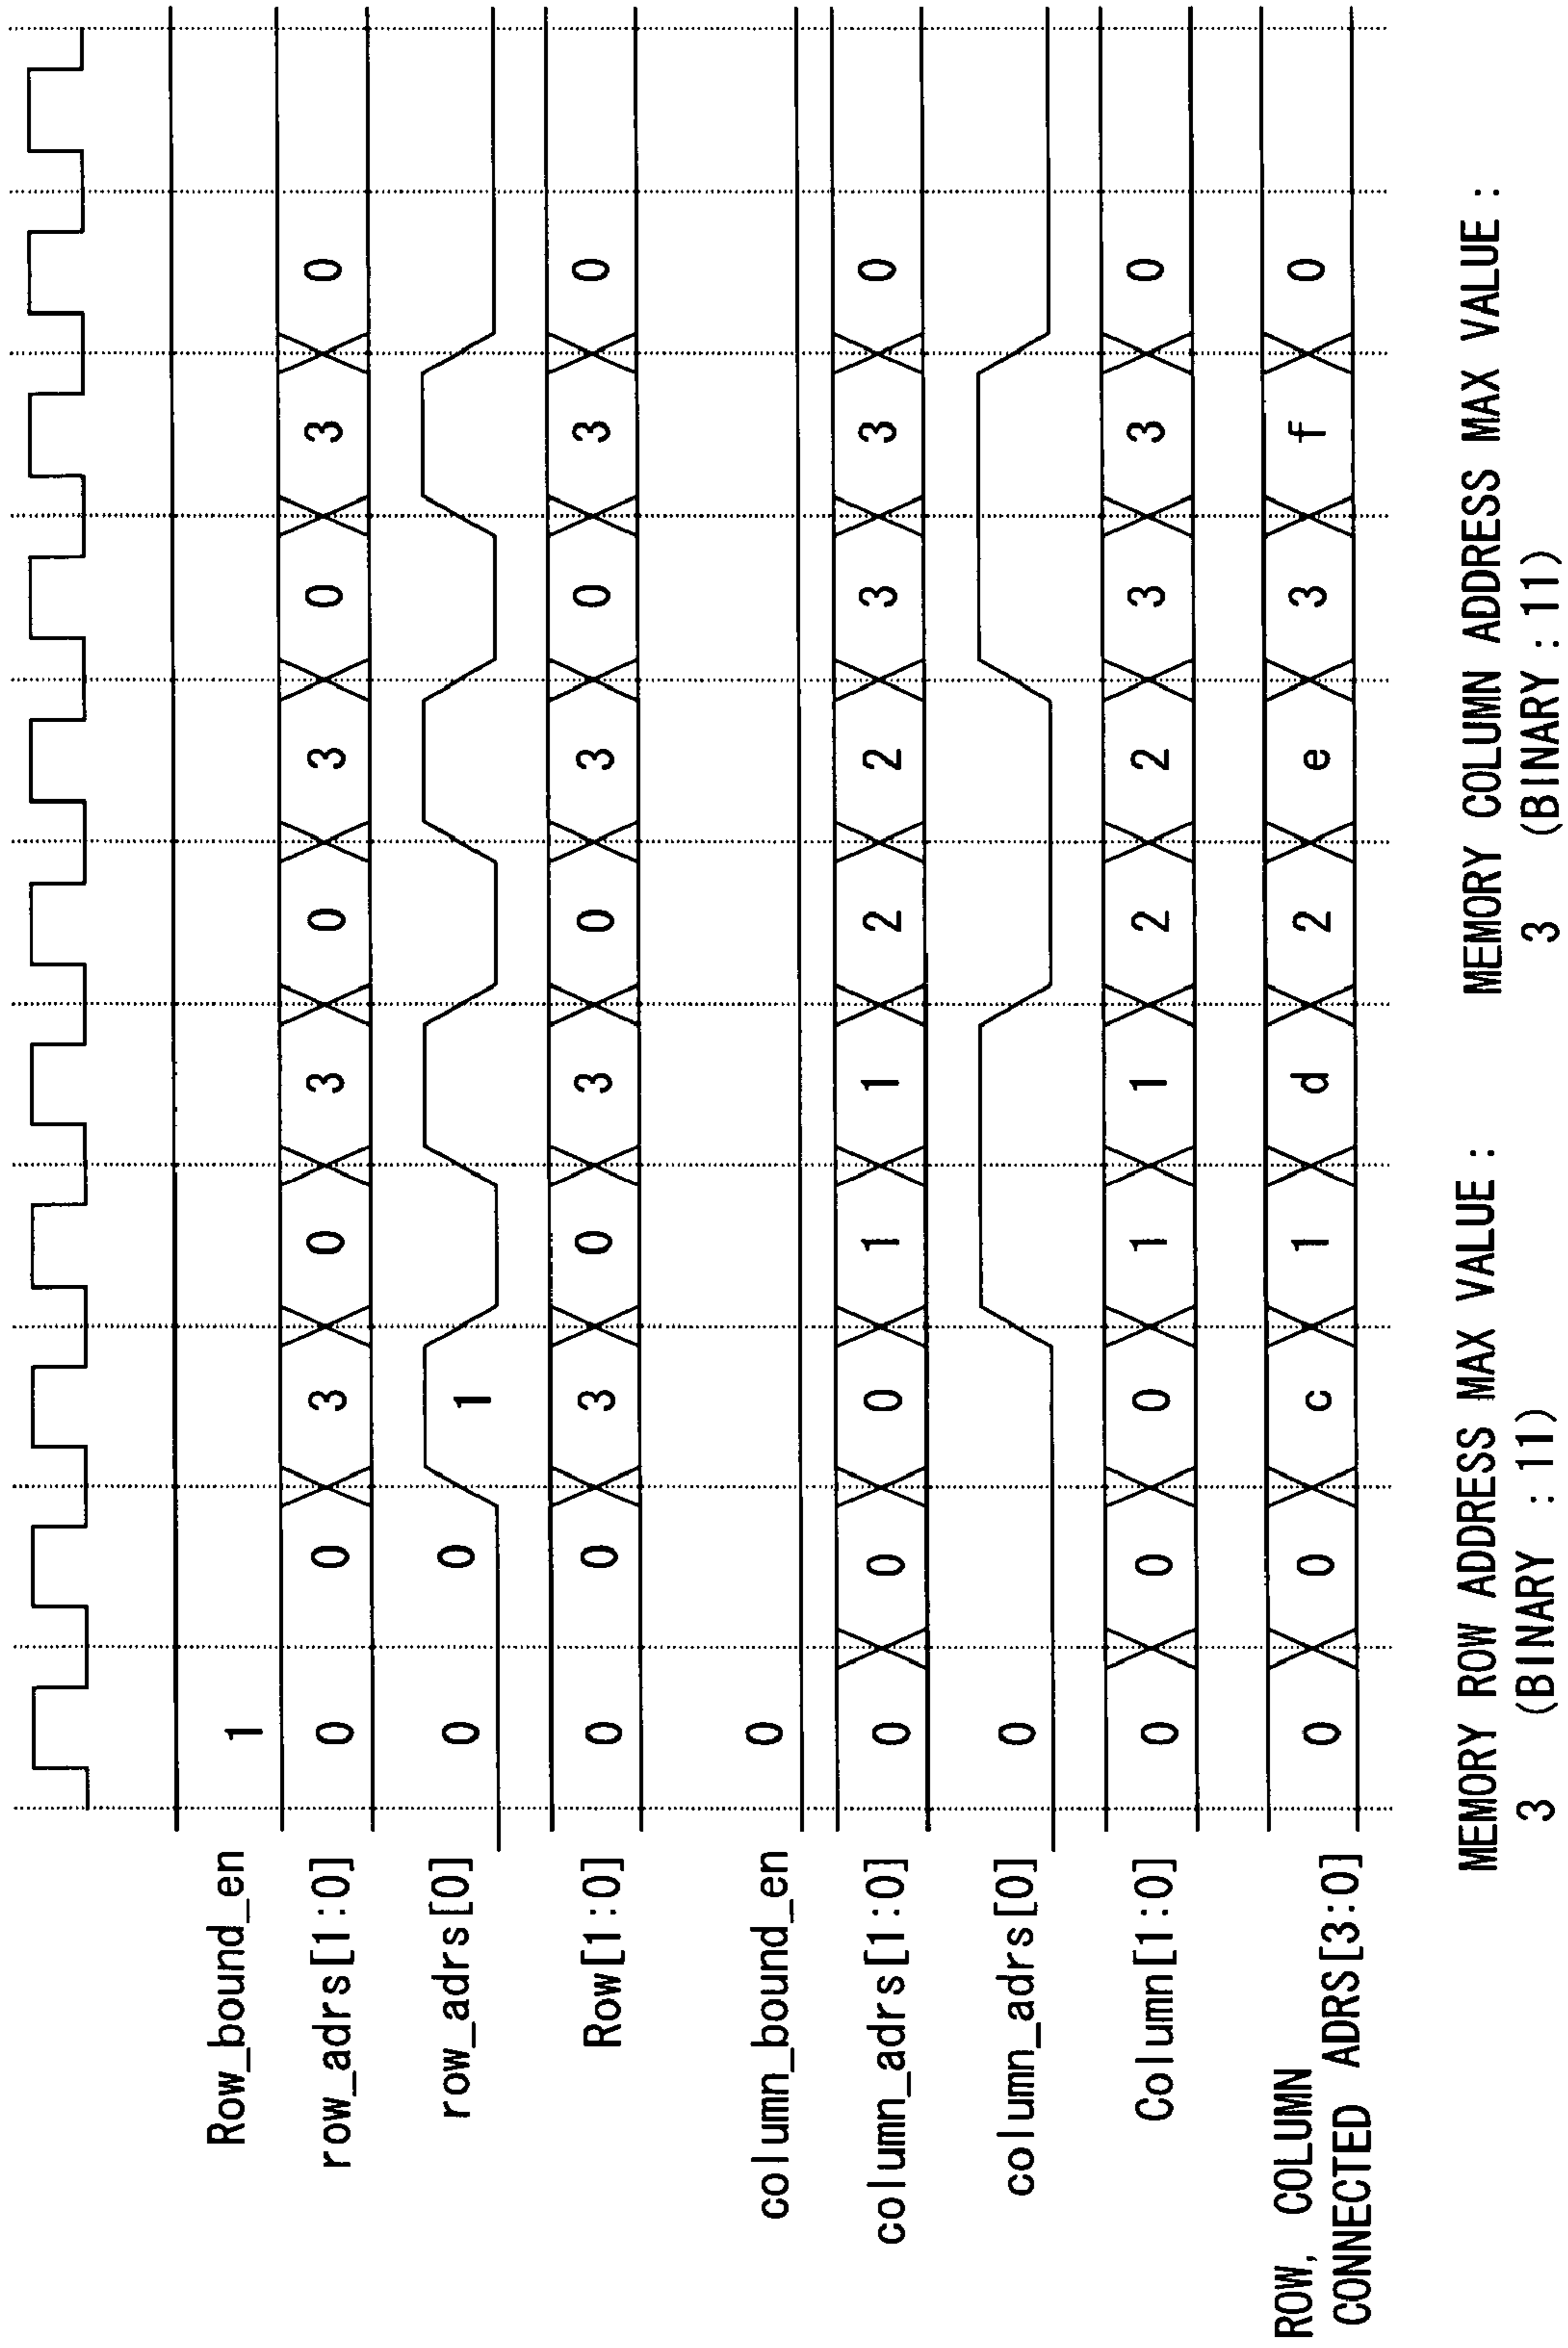 Row_bound_en 1
row_adrs[1:0] 0 0 3 0 3 0 3 0 3 0
row_adrs[0] 0 0 1
Row[1:0] 0 0 3 0 3 0 3 0 3 0
column_bound_en 0
column_adrs[1:0] 0 0 0 1 1 2 2 3 3 0
column_adrs[0] 0
Column[1:0] 0 0 0 1 1 2 2 3 3 0
ROW, COLUMN
CONNECTED ADRS[3:0] 0 0 c 1 d 2 e 3 f 0
MEMORY ROW ADDRESS MAX VALUE :
3 (BINARY :11)
MEMORY COLUMN ADDRESS MAX VALUE :
3 (BINARY:11)